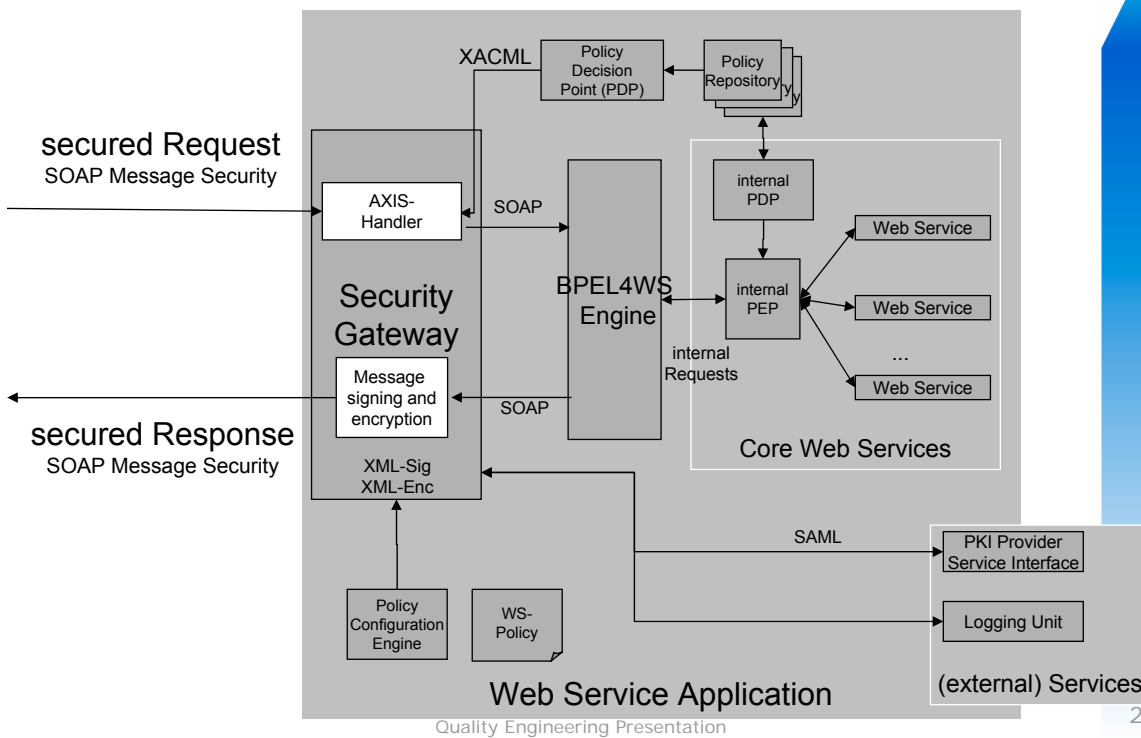 XACML
Policy
Decision
Point (PDP)
Policy
Repository
y
y
secured Request
SOAP Message Security
AXIS-
Handler
SOAP
internal
PDP
Web Service
Security
Gateway
BPEL4WS
Engine
internal
PEP
Web Service
internal
Requests
...
Message
signing and
encryption
SOAP
Web Service
secured Response
SOAP Message Security
Core Web Services
XML-Sig
XML-Enc
SAML
PKI Provider
Service Interface
Policy
Configuration
Engine
WS-
Policy
Logging Unit
Web Service Application
(external) Services
Quality Engineering Presentation
2